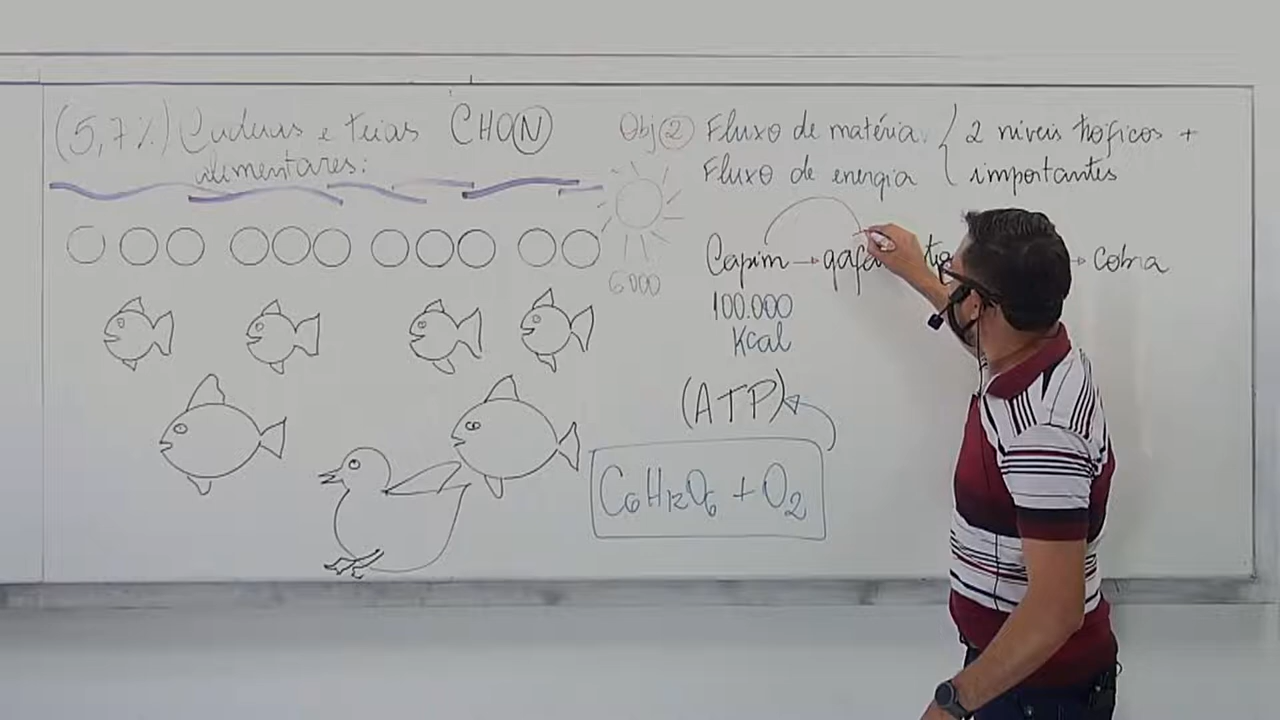 (5,7%) Cadeias e teias CHON
alimentares:
Obj 2 Fluxo de matéria. { 2 níveis tróficos +
Fluxo de energia importantes
6000
Capim → gafa → cobra
100.000
Kcal
(ATP)
C6H12O6 + O2